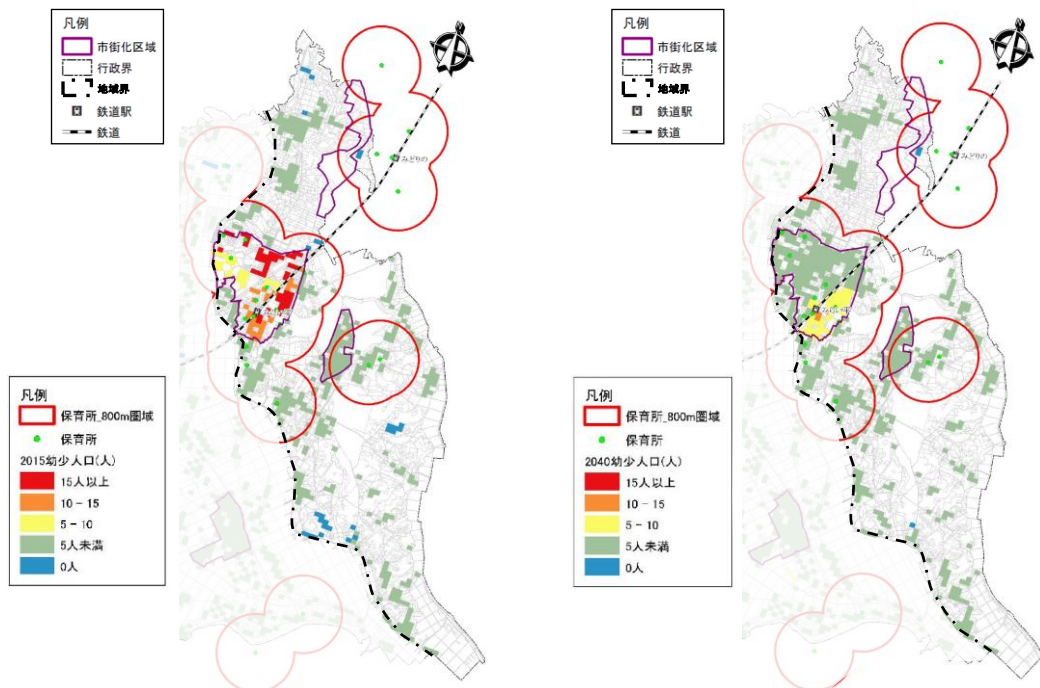 凡例
市街化区域
行政界
地域界
鉄道駅
鉄道
みどりの
凡例
保育所_800m圏域
保育所
2015幼少人口(人)
15人以上
10 - 15
5 - 10
5人未満
0人
凡例
市街化区域
行政界
地域界
鉄道駅
鉄道
みどりの
凡例
保育所_800m圏域
保育所
2040幼少人口(人)
15人以上
10 - 15
5 - 10
5人未満
0人